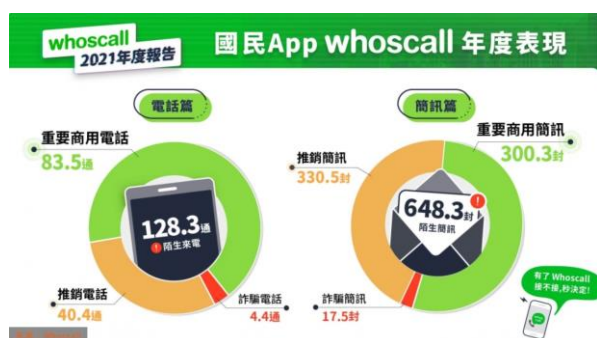 whoscall
2021年度報告
國民App whoscall 年度表現
電話篇
重要商用電話
83.5通
128.3通
陌生來電
推銷電話
40.4通
詐騙電話
4.4通
簡訊篇
重要商用簡訊
300.3封
推銷簡訊
330.5封
648.3封
陌生簡訊
詐騙簡訊
17.5封
有了 Whoscall
接不接,秒決定!